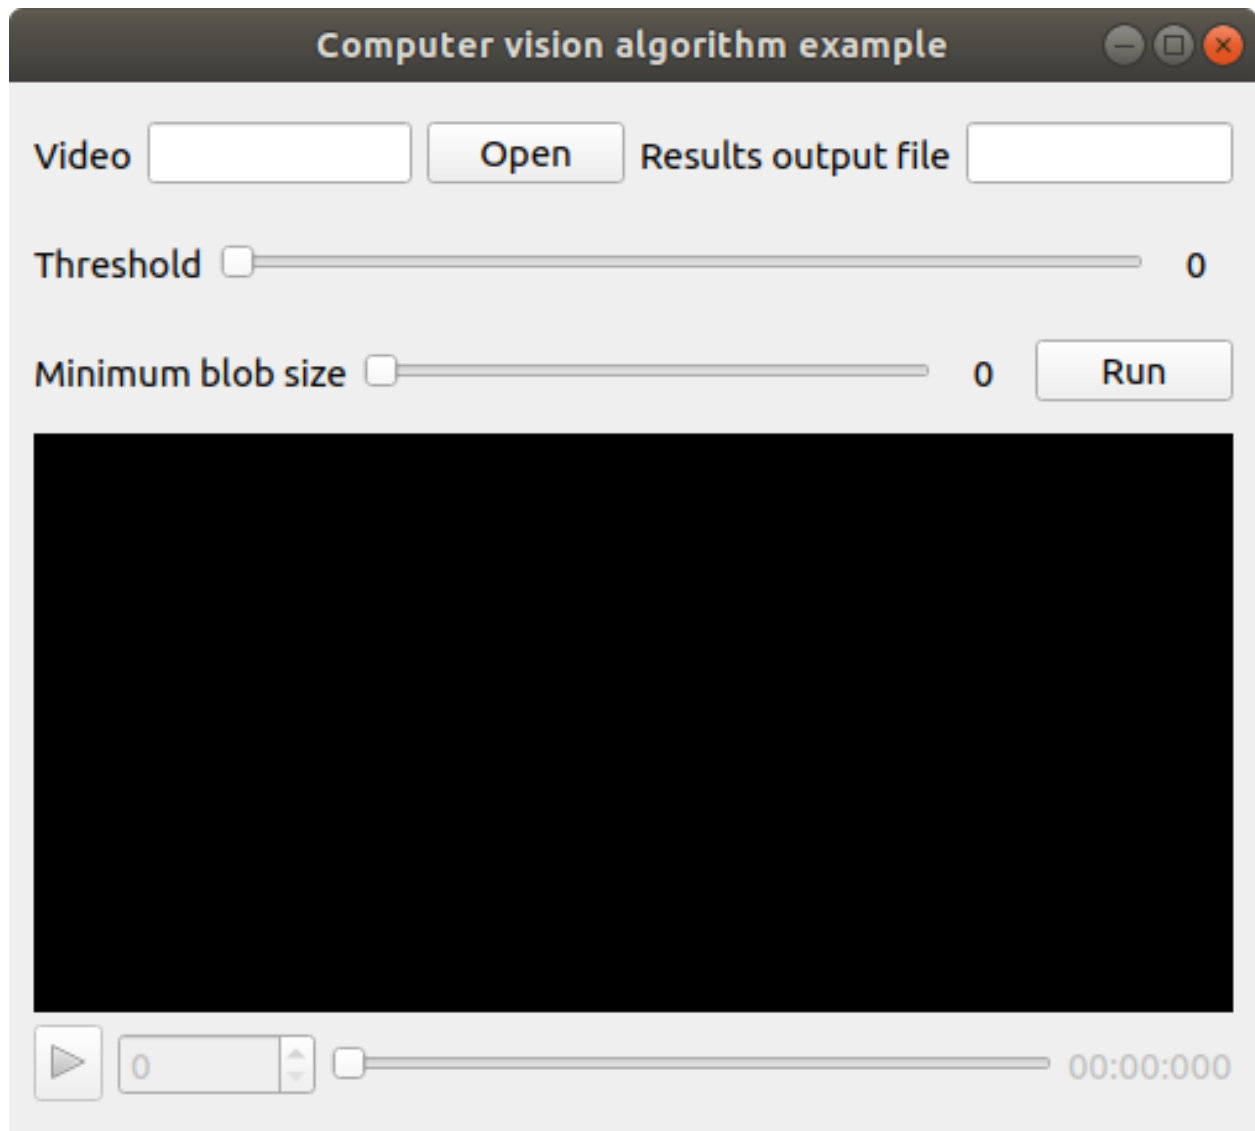 Computer vision algorithm example
Video Open Results output file
Threshold 0
Minimum blob size 0 Run
0 00:00:000